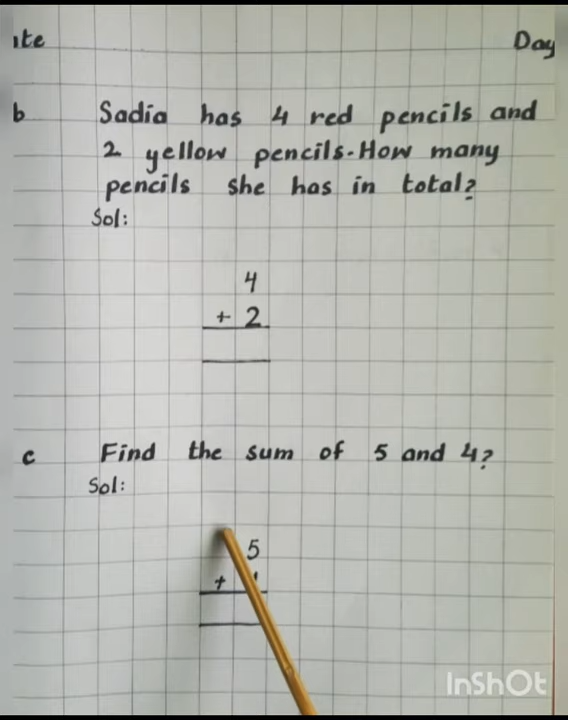 ite Day
b Sadia has 4 red pencils and
2 yellow pencils. How many
pencils she has in total?
Sol:
4
+ 2
c Find the sum of 5 and 4?
Sol:
5
+
InShOt